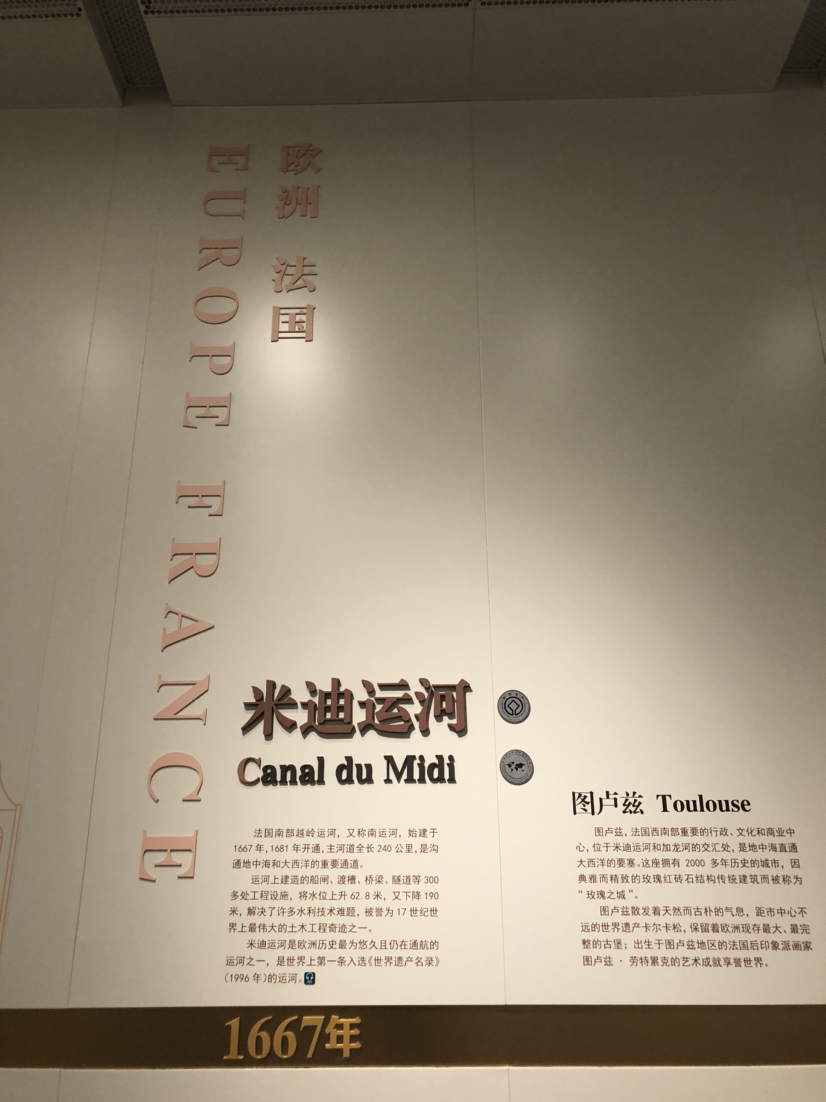 欧洲 法国
EUROPE FRANCE
米迪运河
Canal du Midi
法国南部越岭运河，又称南运河，始建于
1667 年，1681 年开通，主河道全长 240 公里，是沟
通地中海和大西洋的重要通道。
运河上建造的船闸、渡槽、桥梁、隧道等 300
多处工程设施，将水位上升 62.8 米，又下降 190
米，解决了许多水利技术难题，被誉为 17 世纪世
界上最伟大的土木工程奇迹之一。
米迪运河是欧洲历史最为悠久且仍在通航的
运河之一，是世界上第一条入选《世界遗产名录》
（1996 年）的运河。
图卢兹 Toulouse
图卢兹，法国西南部重要的行政、文化和商业中
心，位于米迪运河和加龙河的交汇处，是地中海直通
大西洋的要塞。这座拥有 2000 多年历史的城市，因
典雅而精致的玫瑰红砖石结构传统建筑而被称为
“玫瑰之城”。
图卢兹散发着天然而古朴的气息，距市中心不
远的世界遗产卡尔卡松，保留着欧洲现存最大、最完
整的古堡；出生于图卢兹地区的法国后印象派画家
图卢兹 · 劳特累克的艺术成就享誉世界。
1667年